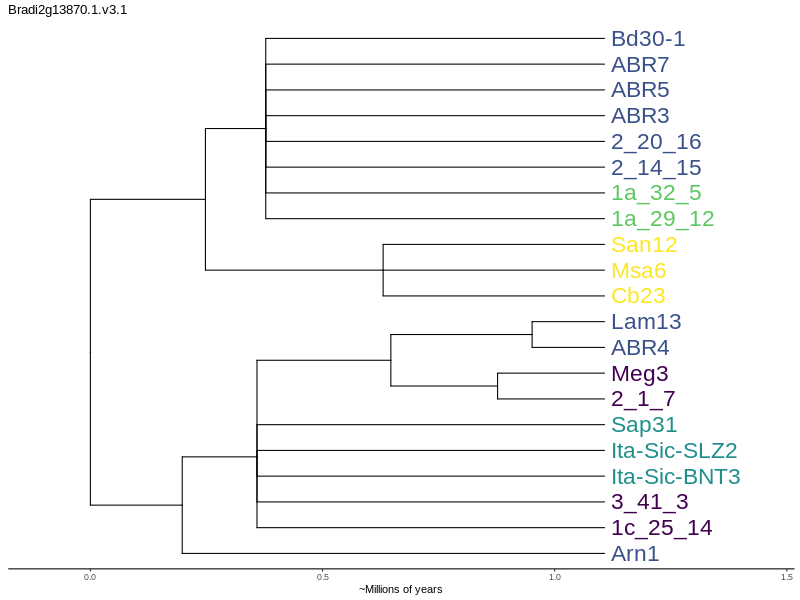 Bradi2g13870.1.v3.1
Bd30-1
ABR7
ABR5
ABR3
2_20_16
2_14_15
1a_32_5
1a_29_12
San12
Msa6
Cb23
Lam13
ABR4
Meg3
2_1_7
Sap31
Ita-Sic-SLZ2
Ita-Sic-BNT3
3_41_3
1c_25_14
Arn1
0.0 0.5 1.0 1.5
~Millions of years